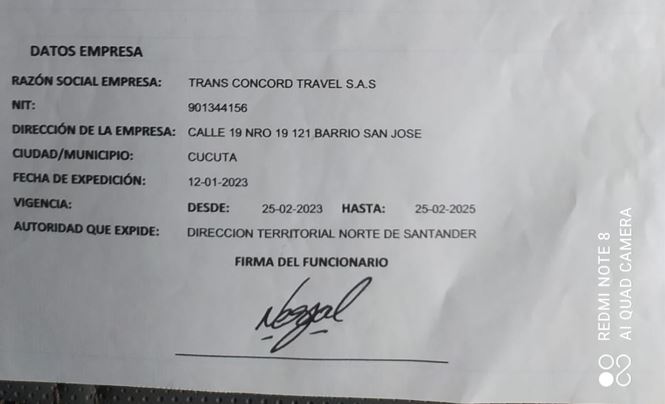 DATOS EMPRESA
RAZÓN SOCIAL EMPRESA: TRANS CONCORD TRAVEL S.A.S
NIT: 901344156
DIRECCIÓN DE LA EMPRESA: CALLE 19 NRO 19 121 BARRIO SAN JOSE
CIUDAD/MUNICIPIO: CUCUTA
FECHA DE EXPEDICIÓN: 12-01-2023
VIGENCIA: DESDE: 25-02-2023 HASTA: 25-02-2025
AUTORIDAD QUE EXPIDE: DIRECCION TERRITORIAL NORTE DE SANTANDER
FIRMA DEL FUNCIONARIO
REDMI NOTE 8
AI QUAD CAMERA